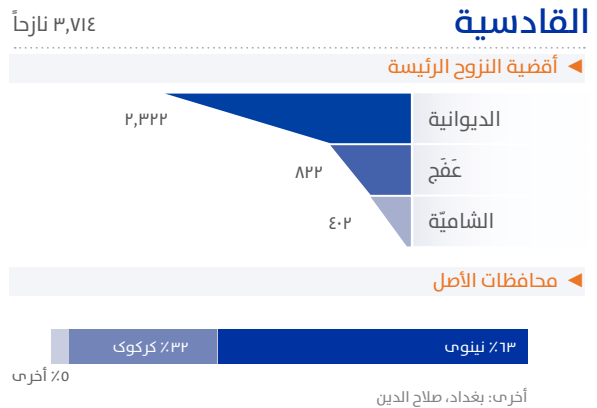 القادسية
٣,٧١٤ نازحاً
أقضية النزوح الرئيسة
الديوانية ٢,٣٢٢
عَفَج ٨٢٢
الشاميّة ٤٠٢
محافظات الأصل
٦٣٪ نينوى ٣٢٪ كركوك
٥٪ أخرى
أخرى: بغداد، صلاح الدين